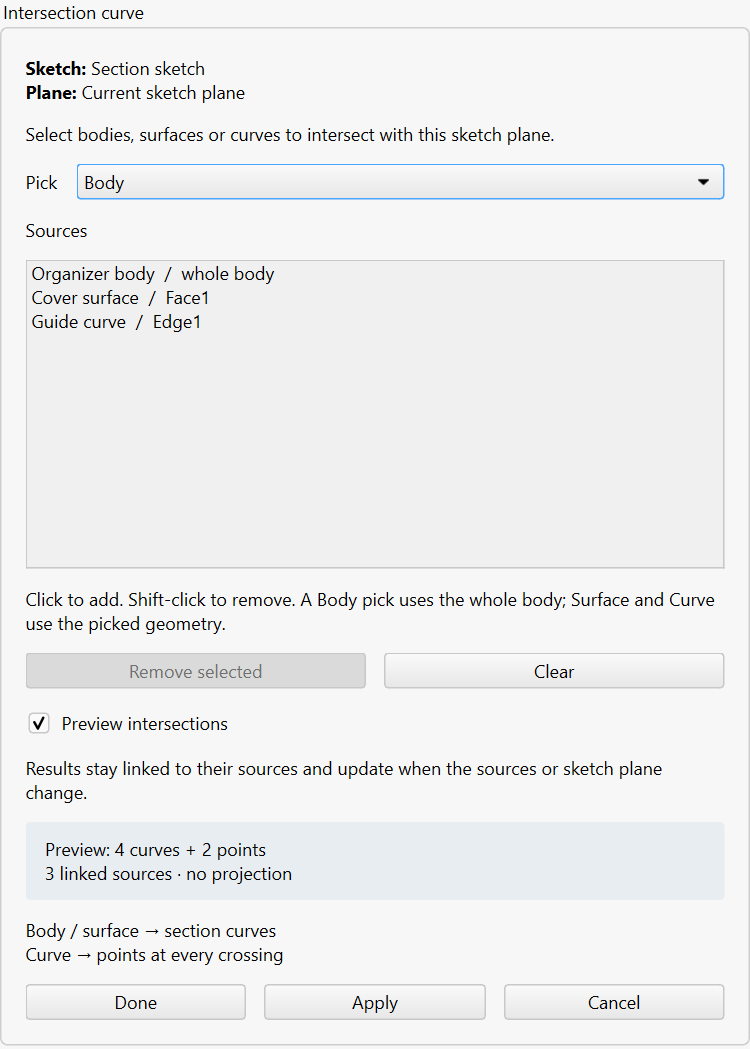 Intersection curve
Sketch: Section sketch
Plane: Current sketch plane
Select bodies, surfaces or curves to intersect with this sketch plane.
Pick Body
Sources
Organizer body / whole body
Cover surface / Face1
Guide curve / Edge1
Click to add. Shift-click to remove. A Body pick uses the whole body; Surface and Curve
use the picked geometry.
Remove selected Clear
Preview intersections
Results stay linked to their sources and update when the sources or sketch plane
change.
Preview: 4 curves + 2 points
3 linked sources · no projection
Body / surface → section curves
Curve → points at every crossing
Done Apply Cancel